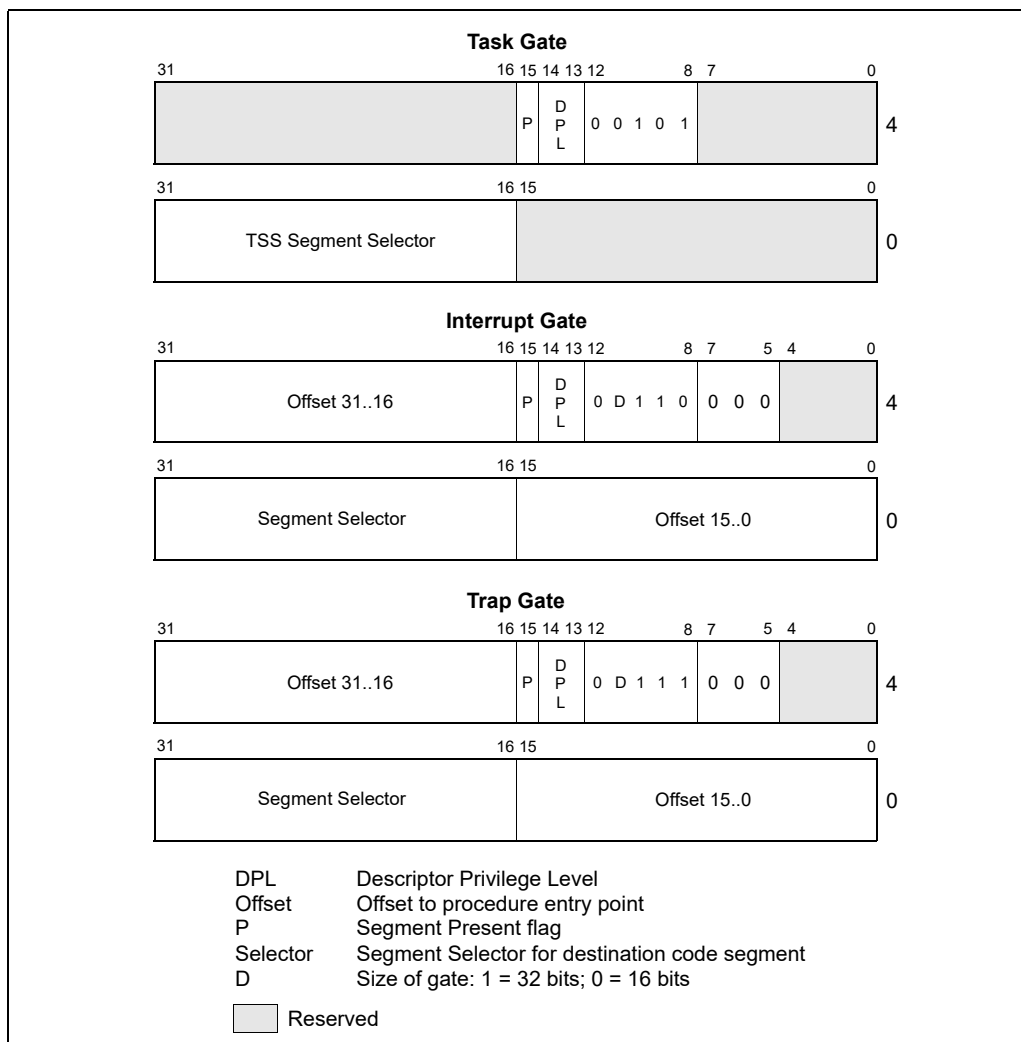 Task Gate
31 16 15 14 13 12 8 7 0
P D P L 0 0 1 0 1 4
31 16 15 0
TSS Segment Selector 0
Interrupt Gate
31 16 15 14 13 12 8 7 5 4 0
Offset 31..16 P D P L 0 D 1 1 0 0 0 0 4
31 16 15 0
Segment Selector Offset 15..0 0
Trap Gate
31 16 15 14 13 12 8 7 5 4 0
Offset 31..16 P D P L 0 D 1 1 1 0 0 0 4
31 16 15 0
Segment Selector Offset 15..0 0
DPL Descriptor Privilege Level
Offset Offset to procedure entry point
P Segment Present flag
Selector Segment Selector for destination code segment
D Size of gate: 1 = 32 bits; 0 = 16 bits
Reserved